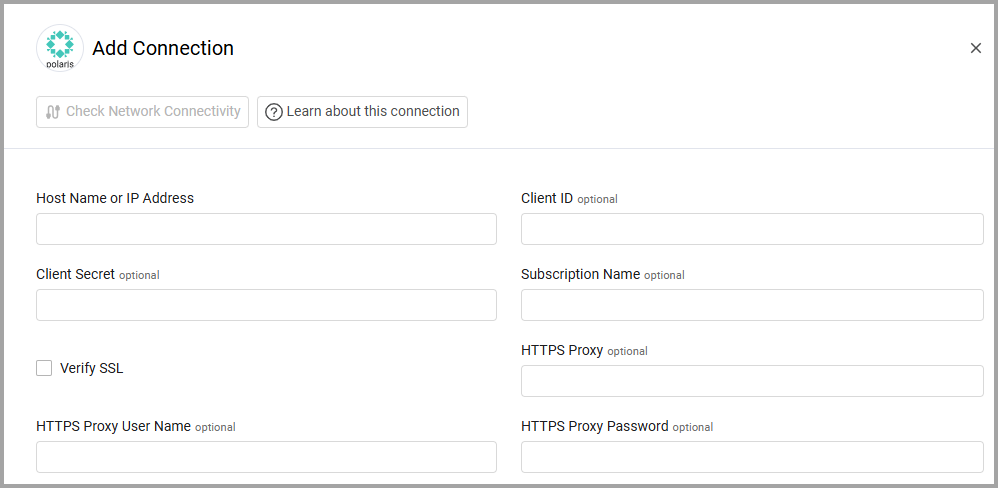 polaris
Add Connection
Check Network Connectivity
Learn about this connection
Host Name or IP Address
Client ID optional
Client Secret optional
Subscription Name optional
Verify SSL
HTTPS Proxy optional
HTTPS Proxy User Name optional
HTTPS Proxy Password optional